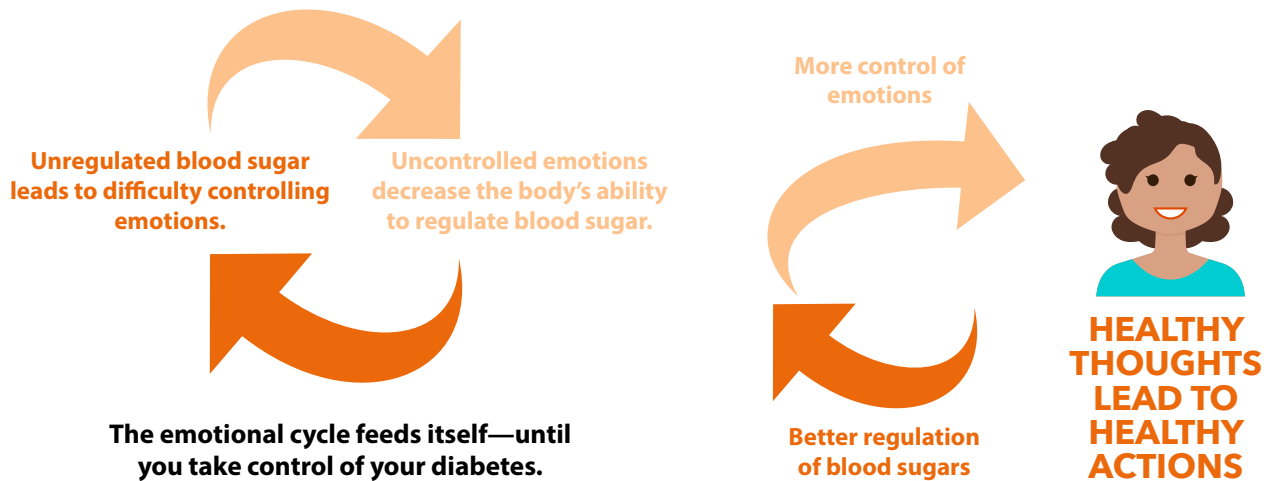 Unregulated blood sugar
leads to difficulty controlling
emotions.
Uncontrolled emotions
decrease the body’s ability
to regulate blood sugar.
The emotional cycle feeds itself—until
you take control of your diabetes.
More control of
emotions
Better regulation
of blood sugars
HEALTHY
THOUGHTS
LEAD TO
HEALTHY
ACTIONS